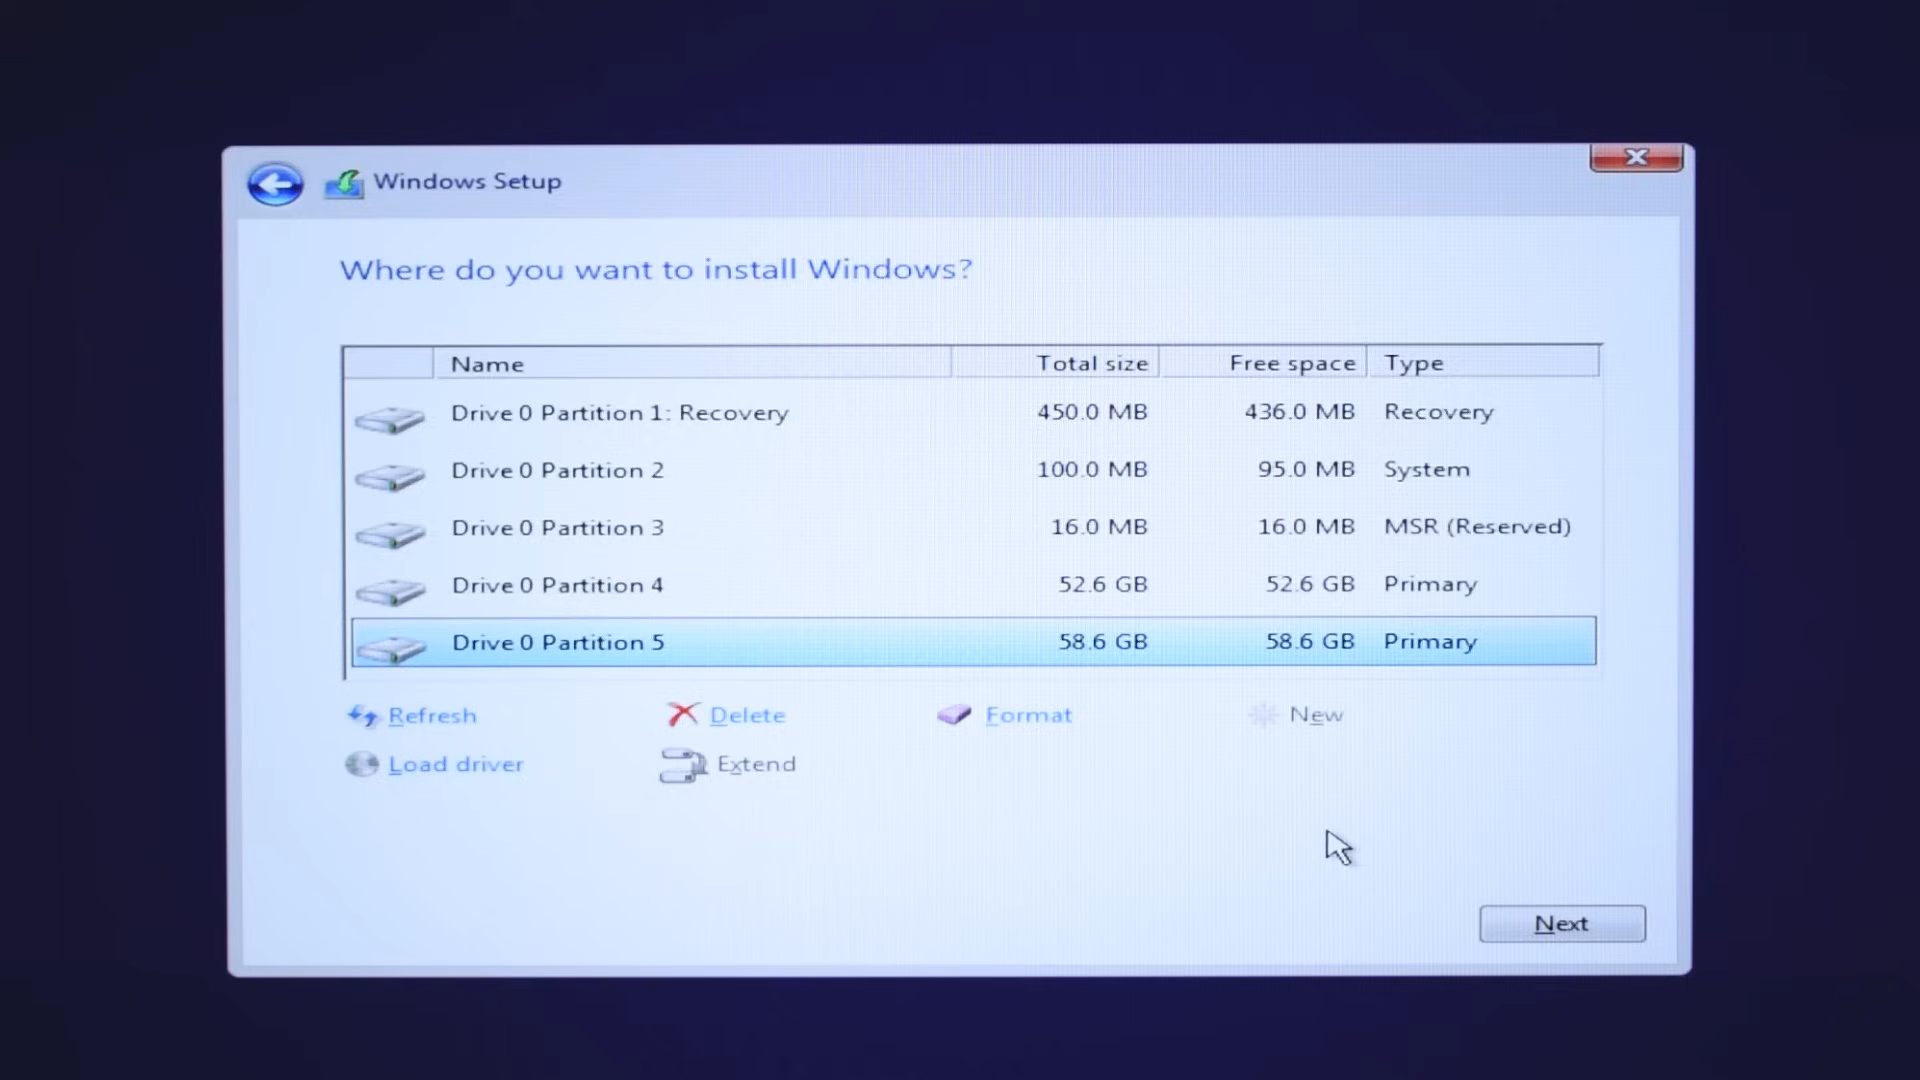 Windows Setup
Where do you want to install Windows?
Name Total size Free space Type
Drive 0 Partition 1: Recovery 450.0 MB 436.0 MB Recovery
Drive 0 Partition 2 100.0 MB 95.0 MB System
Drive 0 Partition 3 16.0 MB 16.0 MB MSR (Reserved)
Drive 0 Partition 4 52.6 GB 52.6 GB Primary
Drive 0 Partition 5 58.6 GB 58.6 GB Primary
Refresh Delete Format New
Load driver Extend
Next